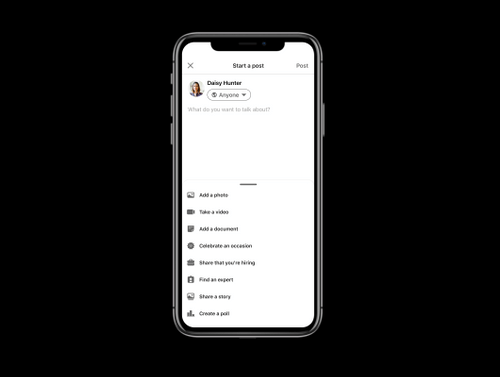 Start a post
Post
Daisy Hunter
Anyone
What do you want to talk about?
Add a photo
Take a video
Add a document
Celebrate an occasion
Share that you're hiring
Find an expert
Share a story
Create a poll